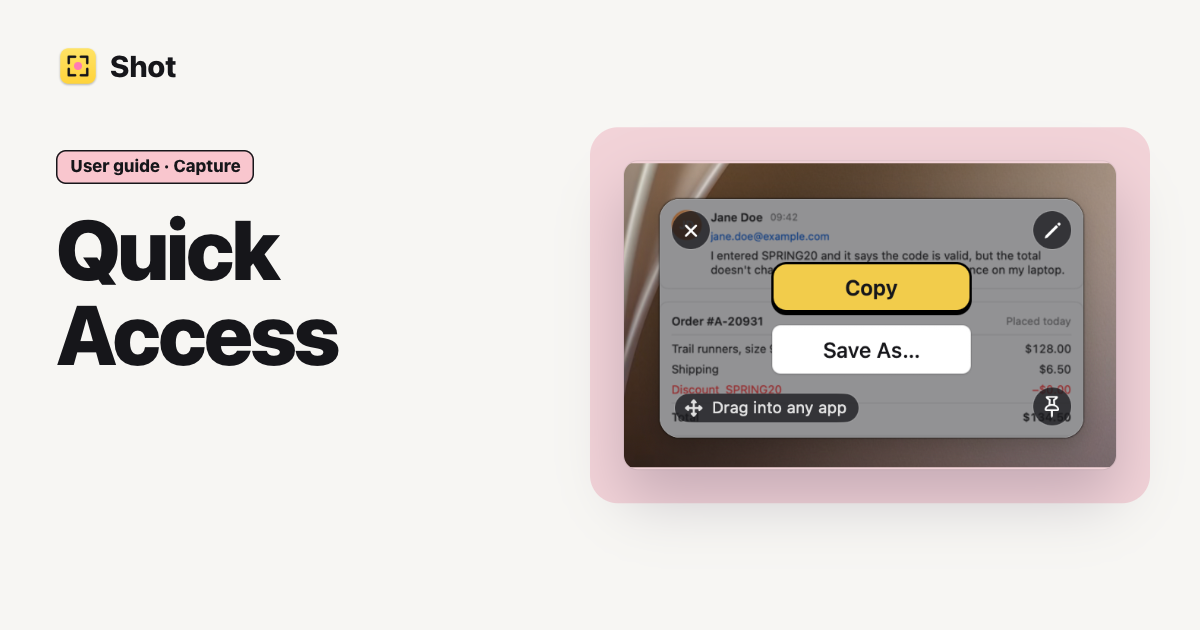 Shot
User guide · Capture
Quick
Access
Jane Doe 09:42
jane.doe@example.com
I entered SPRING20 and it says the code is valid, but the total
doesn't nce on my laptop.
Copy
Order #A-20931 Placed today
Save As...
Trail runners, size $128.00
Shipping $6.50
Discount SPRING20
Drag into any app